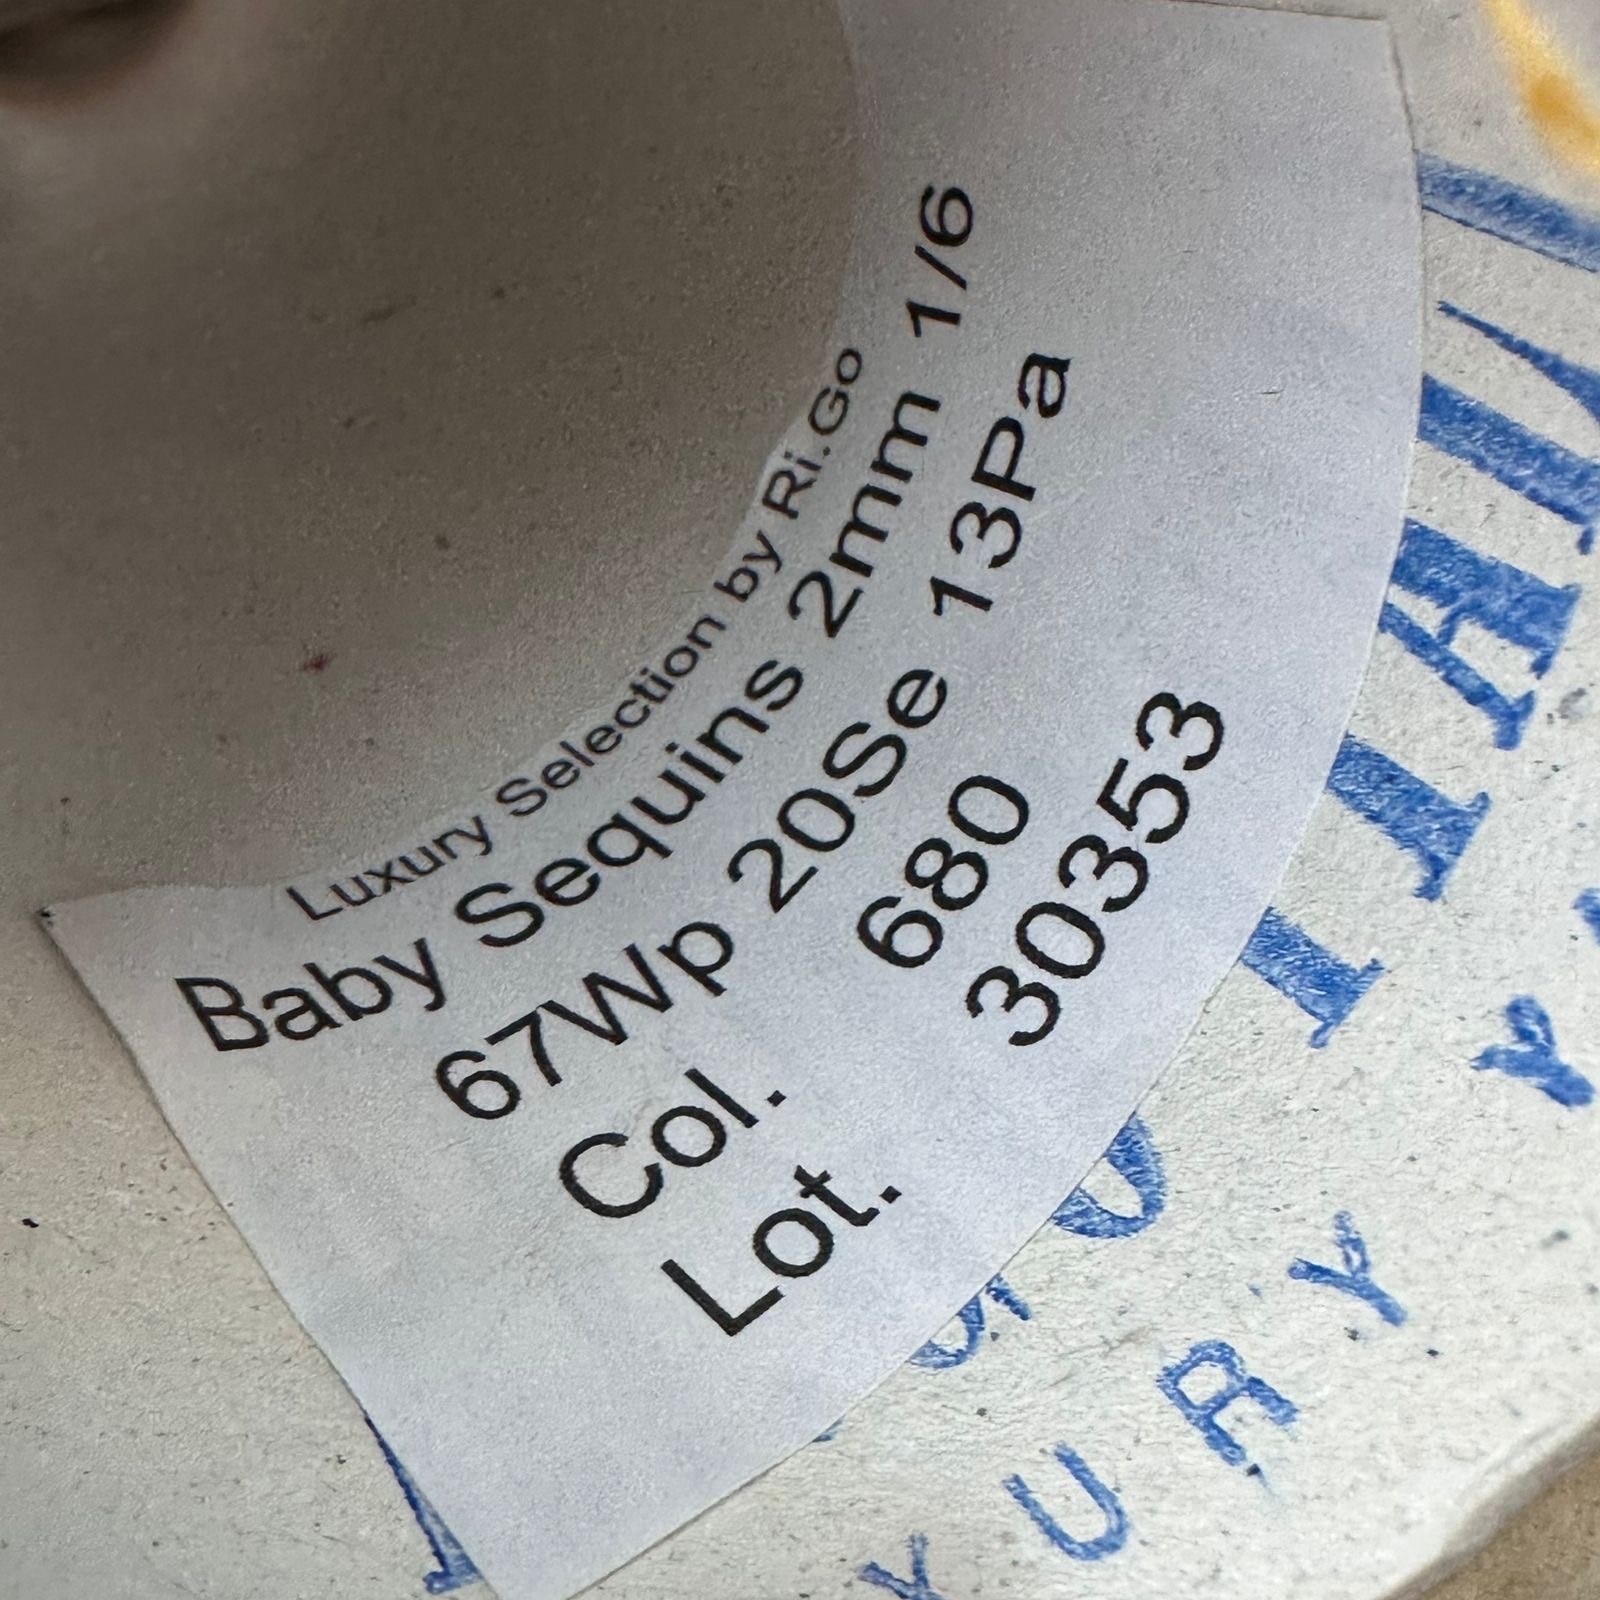 Luxury Selection by Ri.Go
Baby Sequins 2mm 1/6
67Wp 20Se 13Pa
Col. 680
Lot. 30353